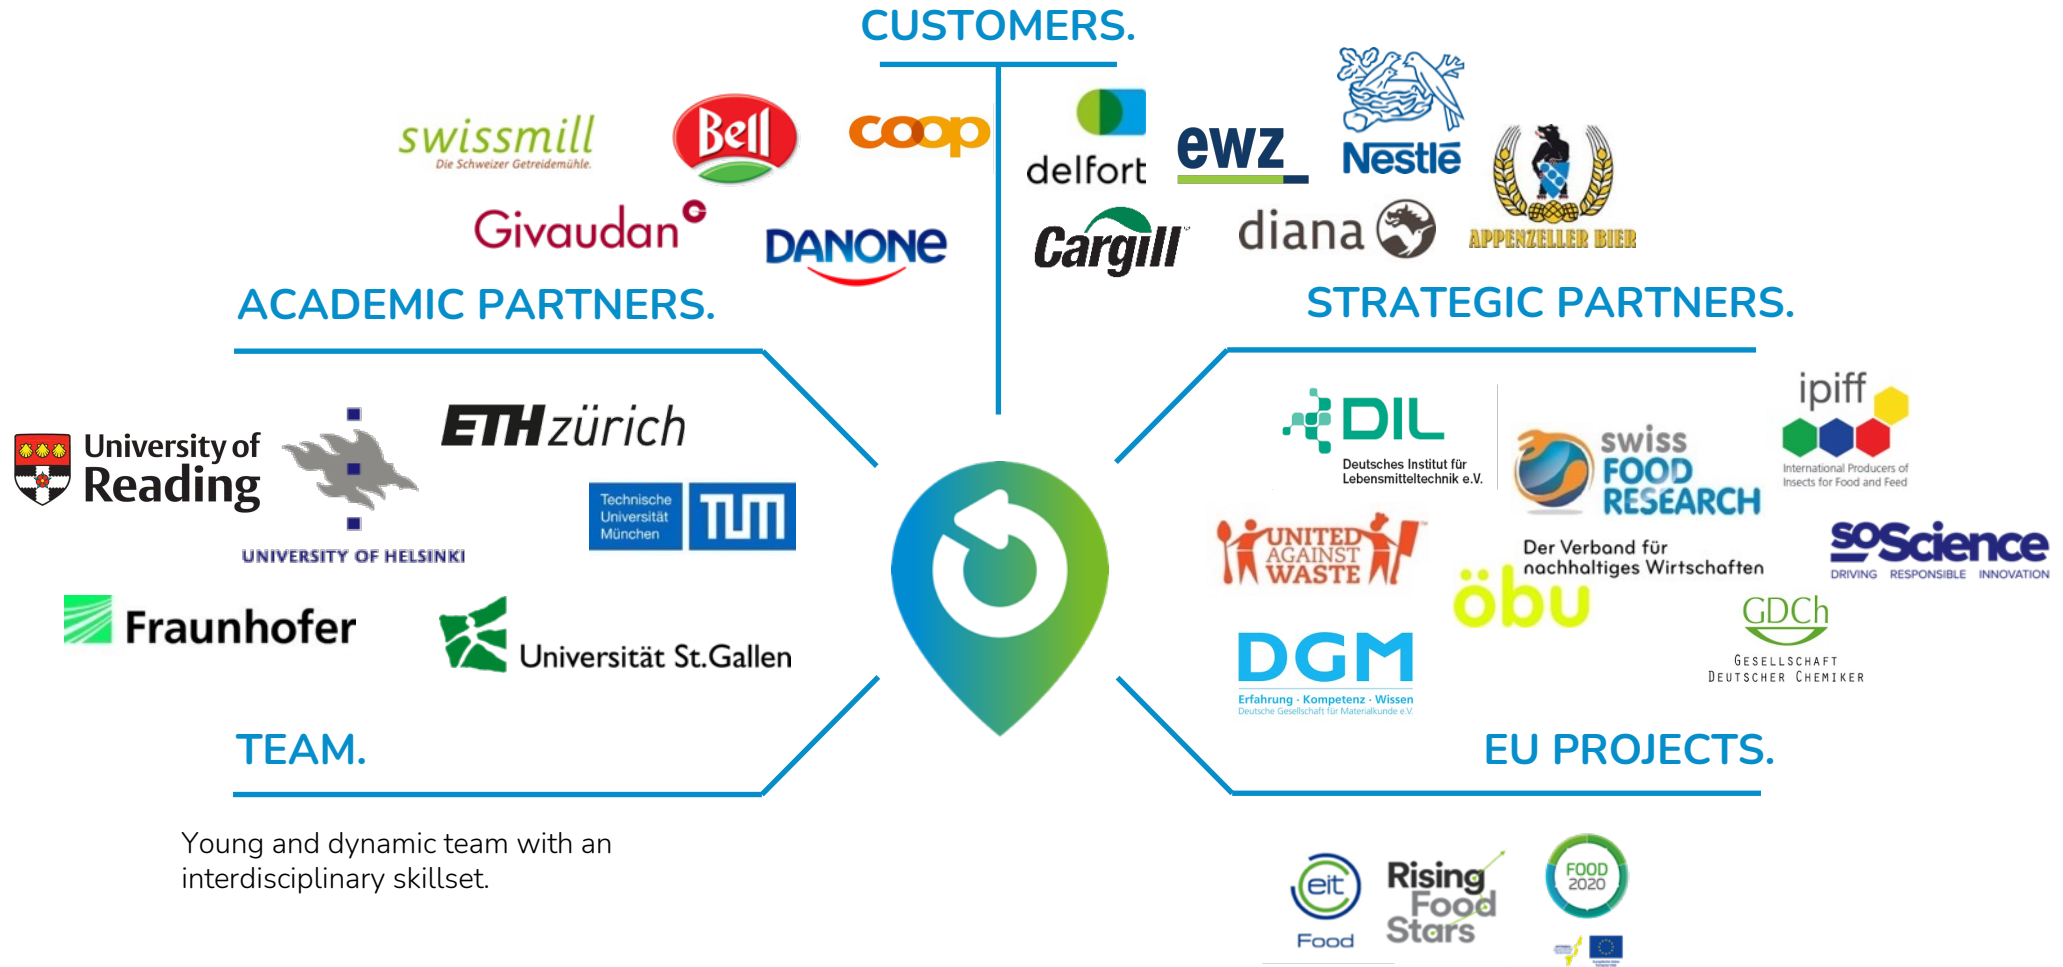 CUSTOMERS.
swissmill
Die Schweizer Getreidemühle.
Bell
coop
Givaudan
DANONE
delfort
ewz
Nestlé
Cargill
diana
APPENZELLER BIER
ACADEMIC PARTNERS.
University of
Reading
UNIVERSITY OF HELSINKI
ETH zürich
Technische
Universität
München
TUM
Fraunhofer
Universität St.Gallen
STRATEGIC PARTNERS.
DIL
Deutsches Institut für
Lebensmitteltechnik e.V.
swiss
FOOD
RESEARCH
ipiff
International Producers of
Insects for Food and Feed
UNITED
AGAINST
WASTE
™
Der Verband für
nachhaltiges Wirtschaften
öbu
soScience
DRIVING RESPONSIBLE INNOVATION
DGM
Erfahrung · Kompetenz · Wissen
Deutsche Gesellschaft für Materialkunde e.V.
GDCh
GESELLSCHAFT
DEUTSCHER CHEMIKER
TEAM.
Young and dynamic team with an
interdisciplinary skillset.
EU PROJECTS.
eit
Food
Rising
Food
Stars
FOOD
2020